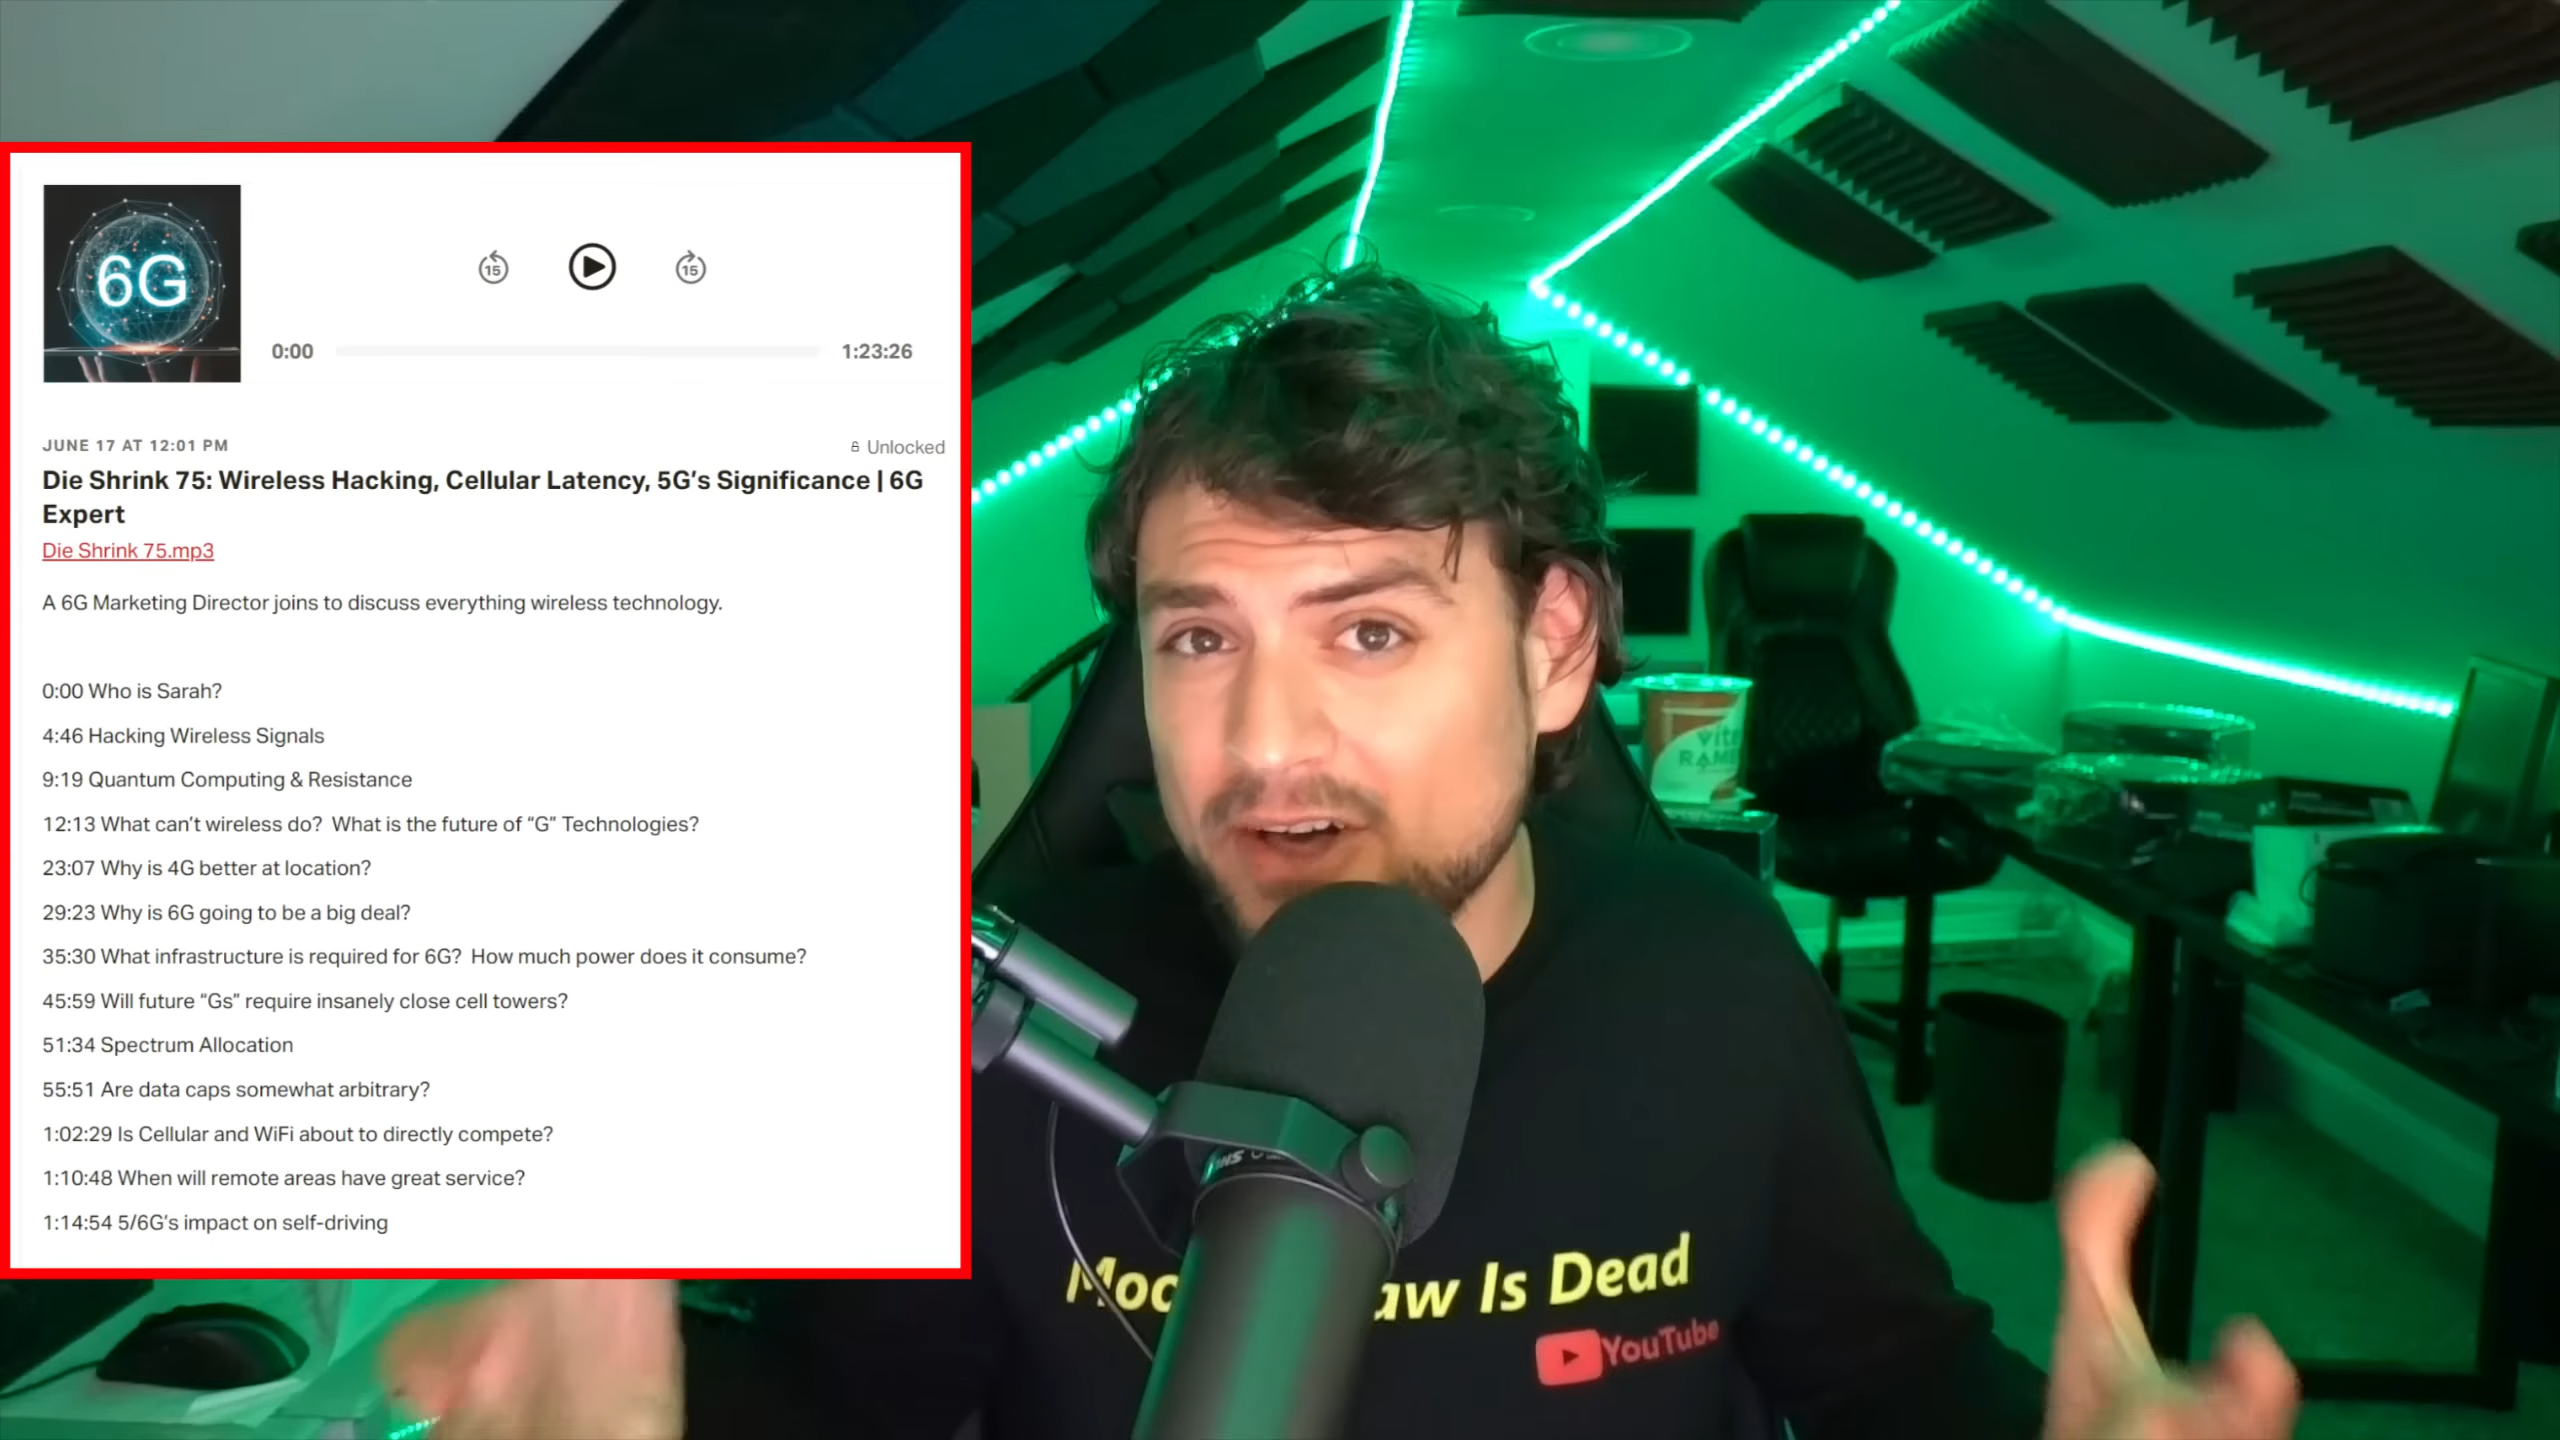 6G
15
15
0:00
1:23:26
JUNE 17 AT 12:01 PM
Unlocked
Die Shrink 75: Wireless Hacking, Cellular Latency, 5G's Significance | 6G
Expert
Die Shrink 75.mp3
A 6G Marketing Director joins to discuss everything wireless technology.
0:00 Who is Sarah?
4:46 Hacking Wireless Signals
9:19 Quantum Computing & Resistance
12:13 What can't wireless do?  What is the future of “G” Technologies?
23:07 Why is 4G better at location?
29:23 Why is 6G going to be a big deal?
35:30 What infrastructure is required for 6G?  How much power does it consume?
45:59 Will future “Gs” require insanely close cell towers?
51:34 Spectrum Allocation
55:51 Are data caps somewhat arbitrary?
1:02:29 Is Cellular and WiFi about to directly compete?
1:10:48 When will remote areas have great service?
1:14:54 5/6G's impact on self-driving
Is Dead
YouTube